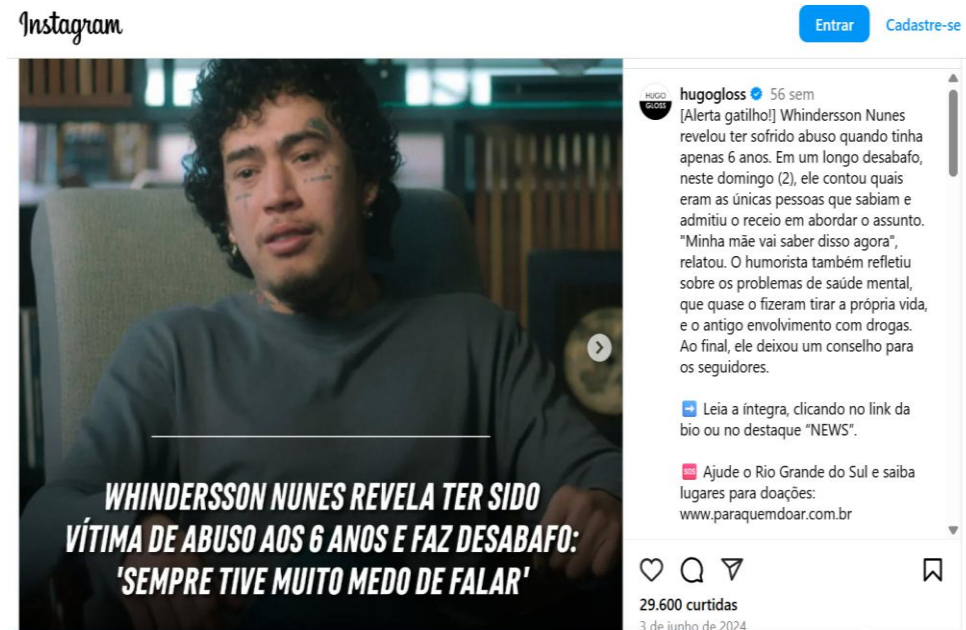 Instagram
Entrar
Cadastre-se
WHINDERSSON NUNES REVELA TER SIDO
VÍTIMA DE ABUSO AOS 6 ANOS E FAZ DESABAFO:
'SEMPRE TIVE MUITO MEDO DE FALAR'
HUGO
GLOSS
hugogloss 56 sem
[Alerta gatilho!] Whindersson Nunes
revelou ter sofrido abuso quando tinha
apenas 6 anos. Em um longo desabafo,
neste domingo (2), ele contou quais
eram as únicas pessoas que sabiam e
admitiu o receio em abordar o assunto.
"Minha mãe vai saber disso agora",
relatou. O humorista também refletiu
sobre os problemas de saúde mental,
que quase o fizeram tirar a própria vida,
e o antigo envolvimento com drogas.
Ao final, ele deixou um conselho para
os seguidores.
➡️ Leia a íntegra, clicando no link da
bio ou no destaque “NEWS”.
🆘 Ajude o Rio Grande do Sul e saiba
lugares para doações:
www.paraquemdoar.com.br
29.600 curtidas
3 de junho de 2024